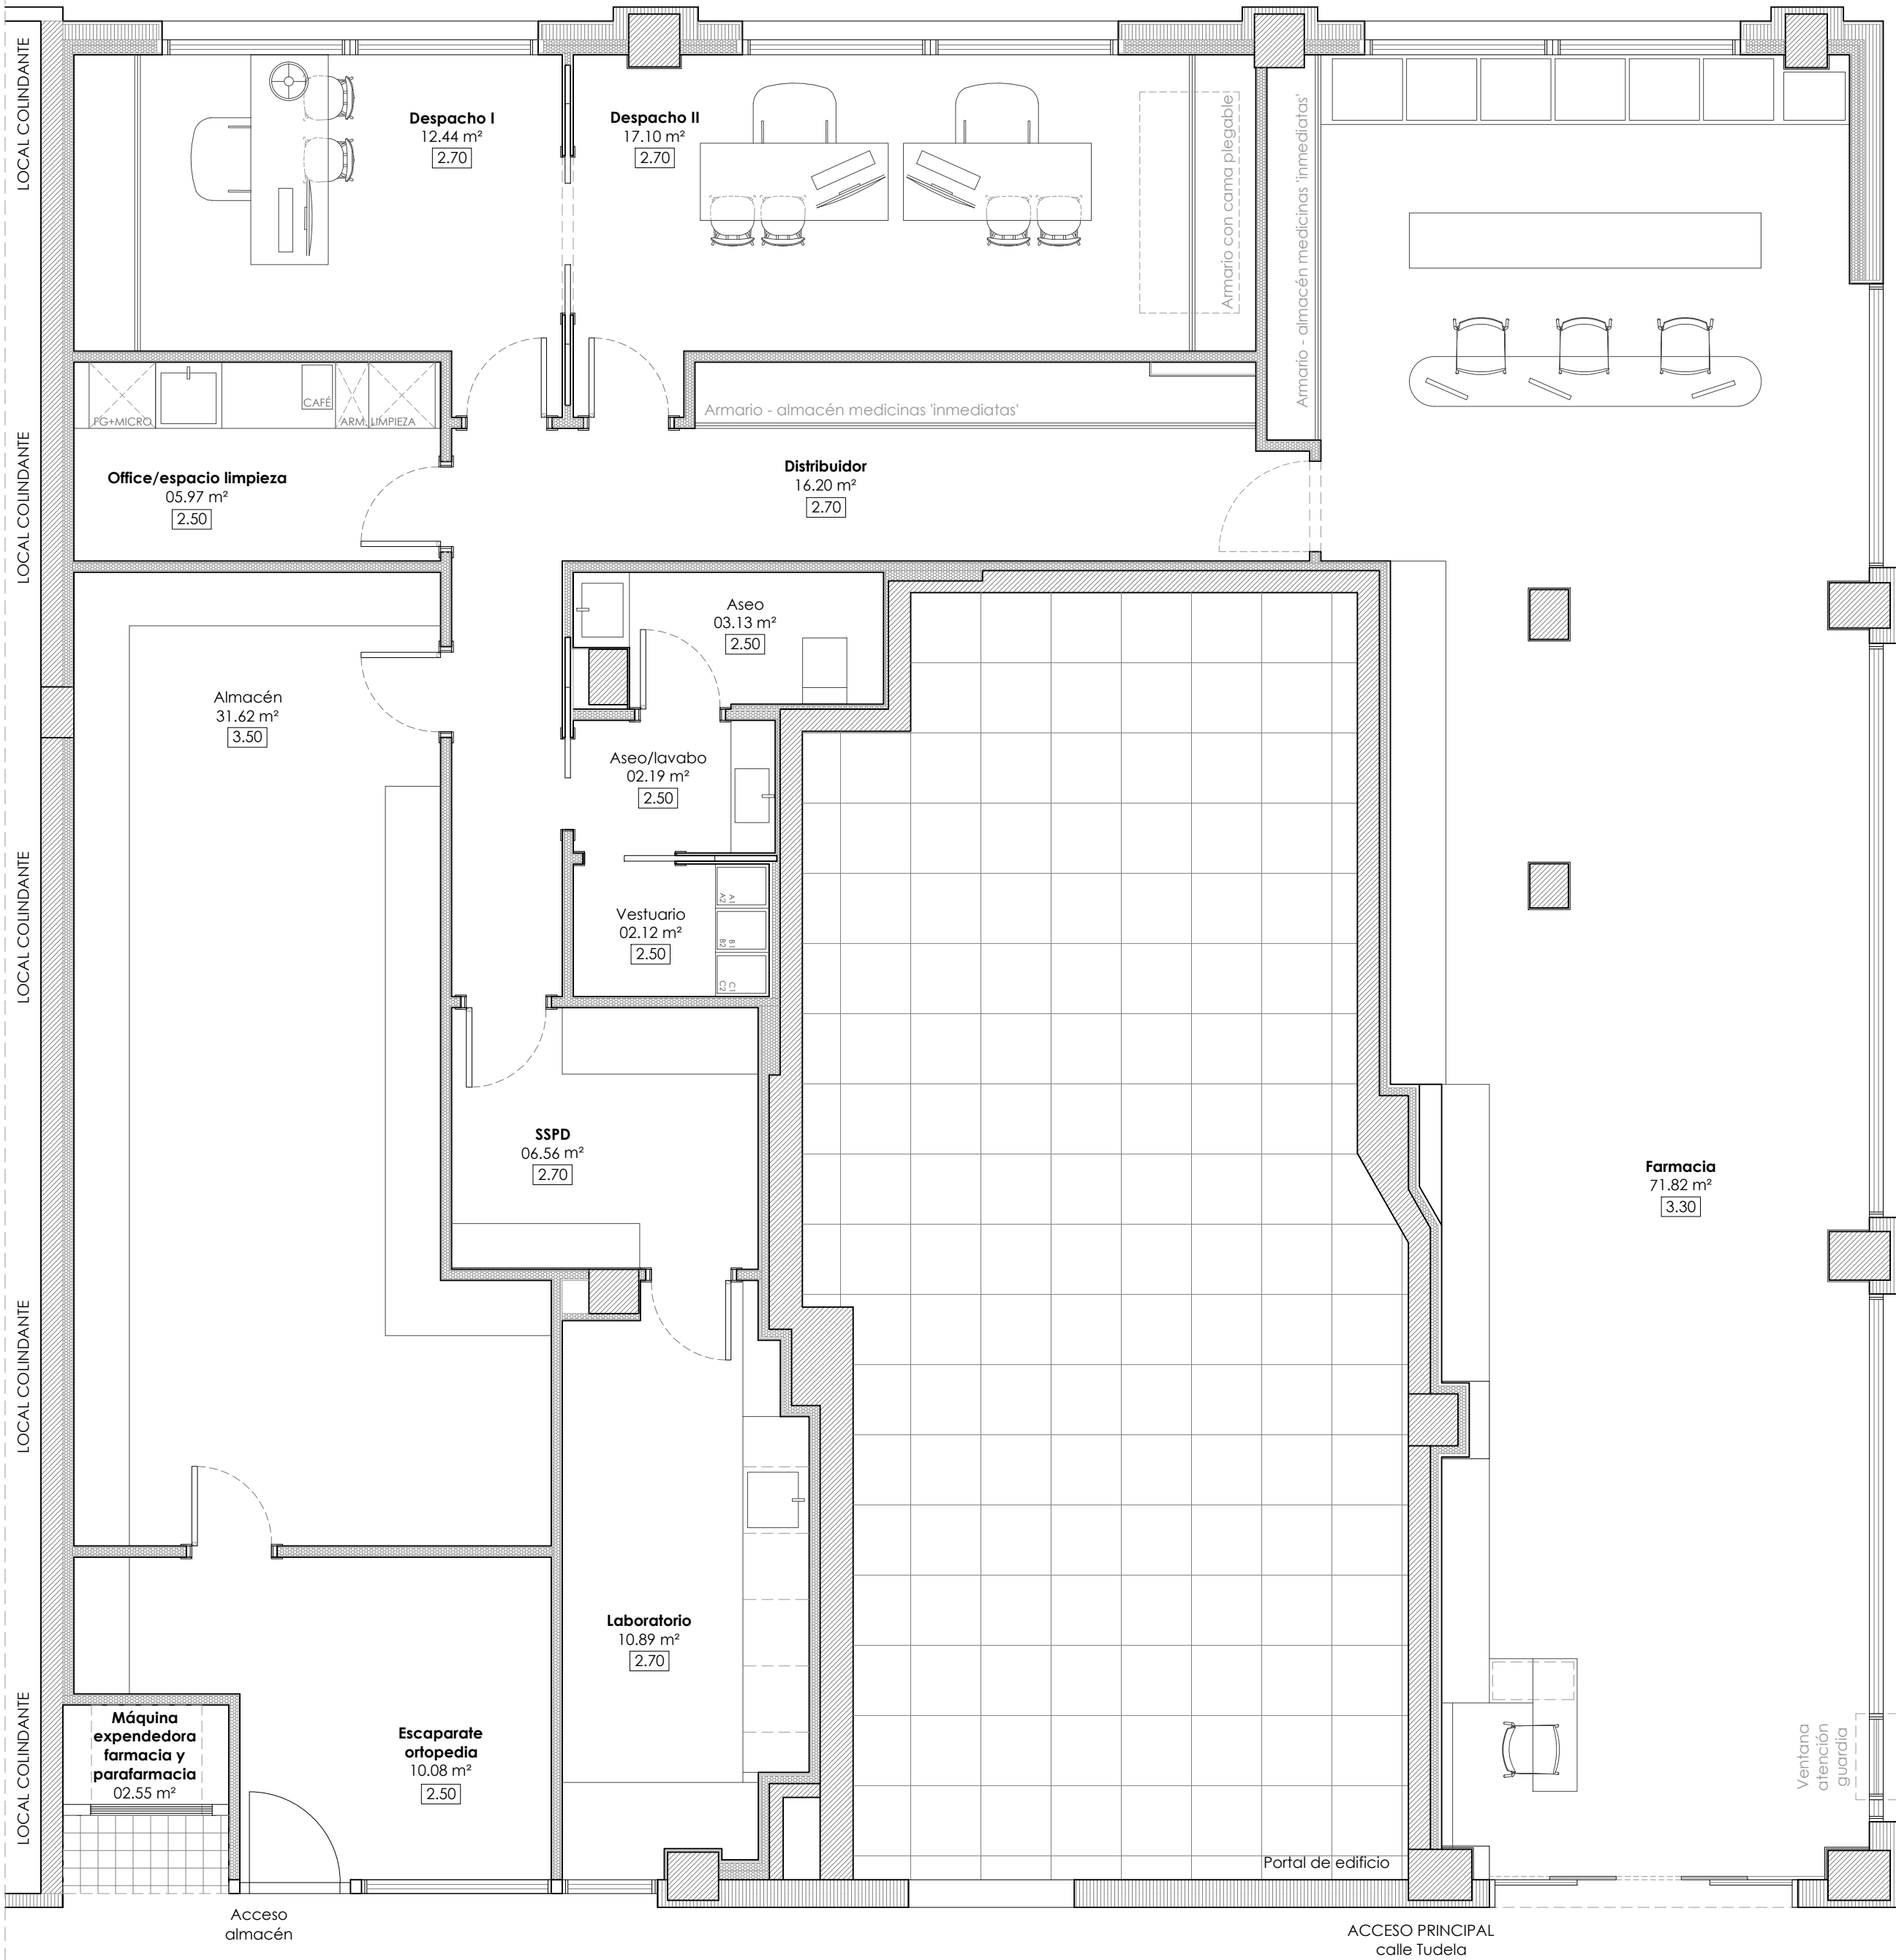 LOCAL COLINDANTE
LOCAL COLINDANTE
LOCAL COLINDANTE
LOCAL COLINDANTE
LOCAL COLINDANTE
Despacho I
12.44 m²
2.70
Despacho II
17.10 m²
2.70
Armario con cama plegable
Armario - almacén medicinas 'inmediatas'
Armario - almacén medicinas 'inmediatas'
FG+MICRO
CAFÉ
ARM. LIMPIEZA
Office/espacio limpieza
05.97 m²
2.50
Distribuidor
16.20 m²
2.70
Aseo
03.13 m²
2.50
Almacén
31.62 m²
3.50
Aseo/lavabo
02.19 m²
2.50
Vestuario
02.12 m²
2.50
A1
A2
B1
B2
C1
C2
SSPD
06.56 m²
2.70
Farmacia
71.82 m²
3.30
Laboratorio
10.89 m²
2.70
Máquina
expendedora
farmacia y
parafarmacia
02.55 m²
Escaparate
ortopedia
10.08 m²
2.50
Ventana
atención
guardia
Portal de edificio
Acceso
almacén
ACCESO PRINCIPAL
calle Tudela